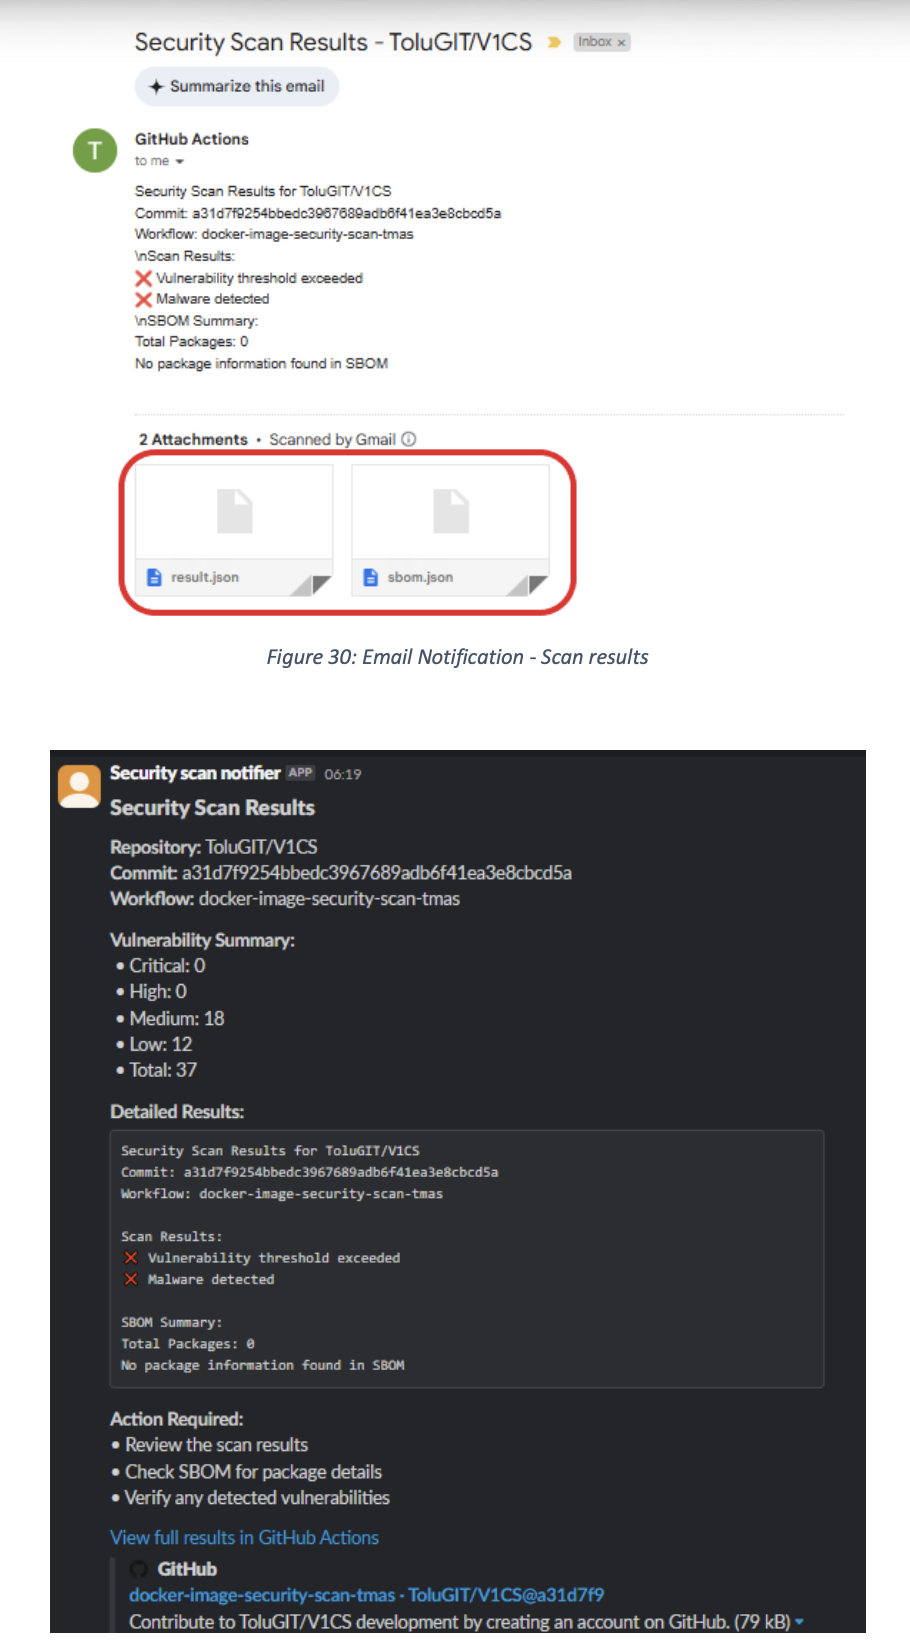 Security Scan Results - ToluGIT/V1CS Inbox x
Summarize this email
T
GitHub Actions
to me
Security Scan Results for ToluGIT/V1CS
Commit: a31d7f9254bbedc3967689adb6f41ea3e8cbcd5a
Workflow: docker-image-security-scan-tmas
\nScan Results:
❌ Vulnerability threshold exceeded
❌ Malware detected
\nSBOM Summary:
Total Packages: 0
No package information found in SBOM
2 Attachments • Scanned by Gmail
result.json
sbom.json
Figure 30: Email Notification - Scan results
Security scan notifier APP 06:19
Security Scan Results
Repository: ToluGIT/V1CS
Commit: a31d7f9254bbedc3967689adb6f41ea3e8cbcd5a
Workflow: docker-image-security-scan-tmas
Vulnerability Summary:
• Critical: 0
• High: 0
• Medium: 18
• Low: 12
• Total: 37
Detailed Results:
Security Scan Results for ToluGIT/V1CS
Commit: a31d7f9254bbedc3967689adb6f41ea3e8cbcd5a
Workflow: docker-image-security-scan-tmas
Scan Results:
❌ Vulnerability threshold exceeded
❌ Malware detected
SBOM Summary:
Total Packages: 0
No package information found in SBOM
Action Required:
• Review the scan results
• Check SBOM for package details
• Verify any detected vulnerabilities
View full results in GitHub Actions
GitHub
docker-image-security-scan-tmas · ToluGIT/V1CS@a31d7f9
Contribute to ToluGIT/V1CS development by creating an account on GitHub. (79 kB)